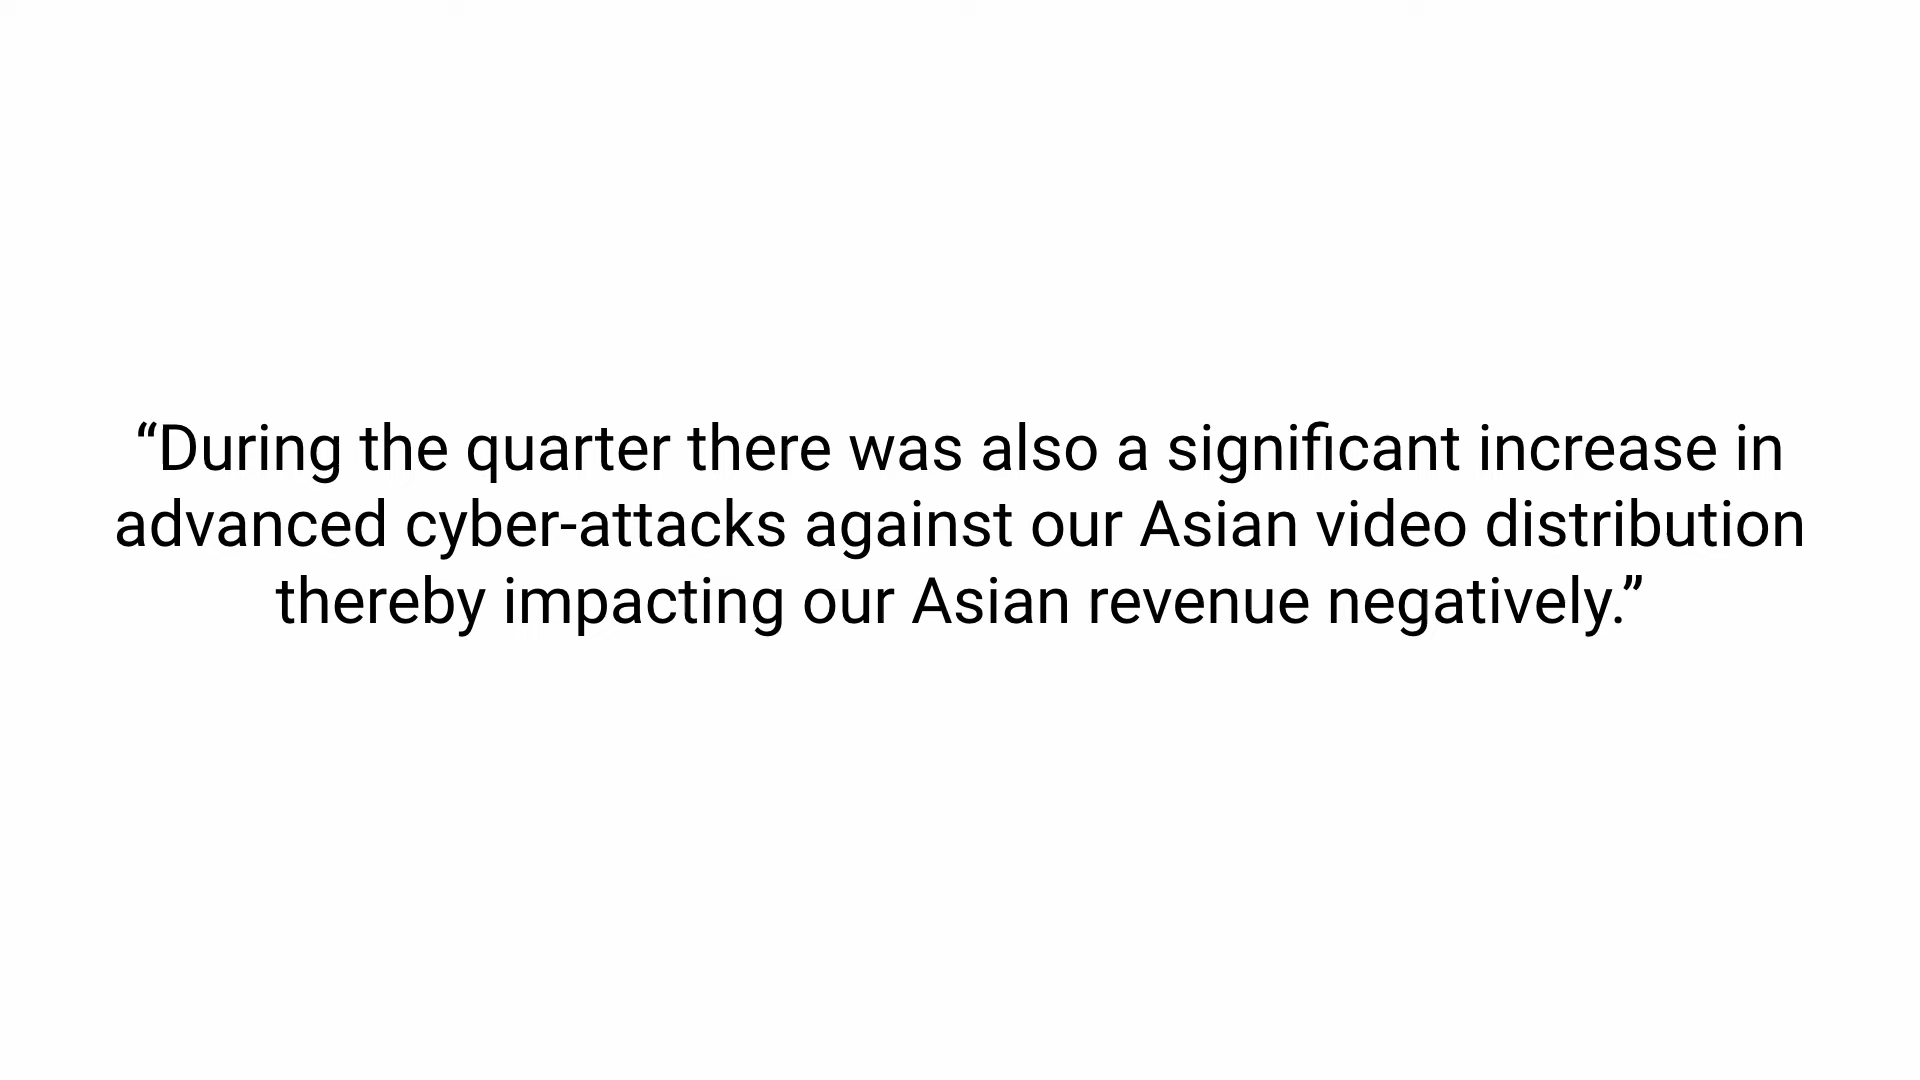 “During the quarter there was also a significant increase in
advanced cyber-attacks against our Asian video distribution
thereby impacting our Asian revenue negatively.”